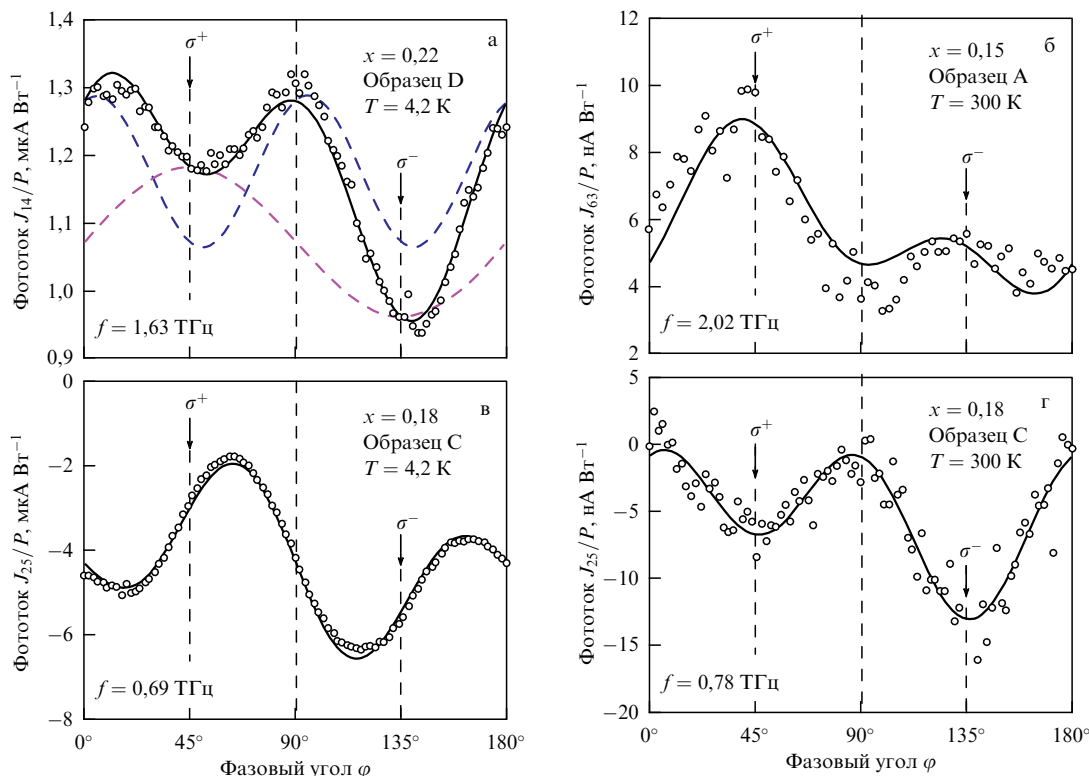 а
σ+
x = 0,22
Образец D
T = 4,2 К
σ−
f = 1,63 ТГц
Фототок J14/P, мкА Вт−1
1,4
1,3
1,2
1,1
1,0
0,9
б
σ+
x = 0,15
Образец А
T = 300 К
σ−
f = 2,02 ТГц
Фототок J63/P, нА Вт−1
12
10
8
6
4
2
в
σ+
x = 0,18
Образец С
T = 4,2 К
σ−
f = 0,69 ТГц
Фототок J25/P, мкА Вт−1
0
−2
−4
−6
−8
0°
45°
90°
135°
180°
Фазовый угол φ
г
σ+
x = 0,18
Образец С
T = 300 К
σ−
f = 0,78 ТГц
Фототок J25/P, нА Вт−1
5
0
−5
−10
−15
−20
0°
45°
90°
135°
180°
Фазовый угол φ